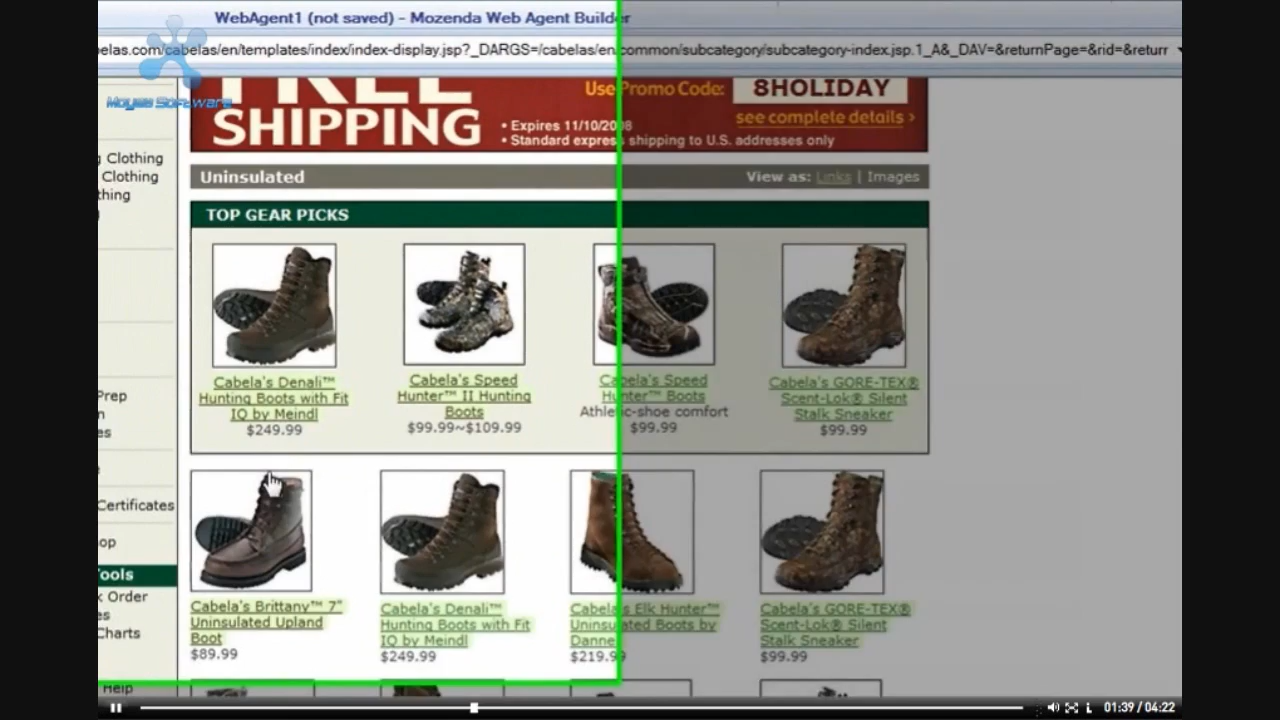 WebAgent1 (not saved) - Mozenda Web Agent Builder
belas.com/cabelas/en/templates/index/index-display.jsp?_DARGS=/cabelas/en/common/subcategory/subcategory-index.jsp.1_A&_DAV=&returnPage=&rid=&returr
Moyea Software
FREE
SHIPPING
Use Promo Code: 8HOLIDAY
see complete details ›
• Expires 11/10/2008
• Standard express shipping to U.S. addresses only
Clothing
Clothing
thing
Uninsulated
View as: Links | Images
TOP GEAR PICKS
Cabela's Denali™
Hunting Boots with Fit
IQ by Meindl
$249.99
Cabela's Speed
Hunter™ II Hunting
Boots
$99.99~$109.99
Cabela's Speed
Hunter™ Boots
Athletic-shoe comfort
$99.99
Cabela's GORE-TEX®
Scent-Lok® Silent
Stalk Sneaker
$99.99
Prep
n
es
Certificates
op
Tools
k Order
es
Charts
Help
Cabela's Brittany™ 7"
Uninsulated Upland
Boot
$89.99
Cabela's Denali™
Hunting Boots with Fit
IQ by Meindl
$249.99
Cabela's Elk Hunter™
Uninsulated Boots by
Danner
$219.99
Cabela's GORE-TEX®
Scent-Lok® Silent
Stalk Sneaker
$99.99
01:39 / 04:22